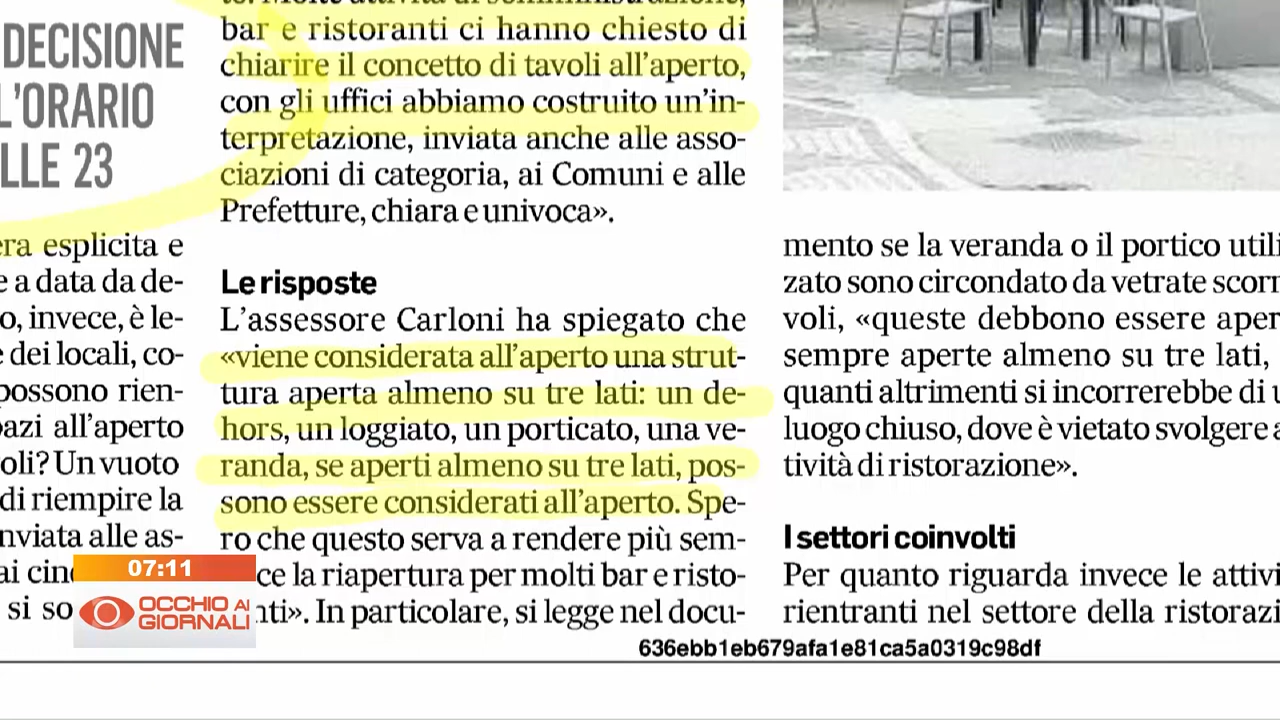 DECISIONE
L'ORARIO
LLE 23
era esplicita e
e a data da de-
o, invece, è le-
e dei locali, co-
possono rien-
pazi all'aperto
oli? Un vuoto
di riempire la
nviata alle as-
ai cin
si so
bar e ristoranti ci hanno chiesto di
chiarire il concetto di tavoli all'aperto,
con gli uffici abbiamo costruito un'in-
terpretazione, inviata anche alle asso-
ciazioni di categoria, ai Comuni e alle
Prefetture, chiara e univoca».
Le risposte
L'assessore Carloni ha spiegato che
«viene considerata all'aperto una strut-
tura aperta almeno su tre lati: un de-
hors, un loggiato, un porticato, una ve-
randa, se aperti almeno su tre lati, pos-
sono essere considerati all'aperto. Spe-
ro che questo serva a rendere più sem-
ce la riapertura per molti bar e risto-
nti». In particolare, si legge nel docu-
mento se la veranda o il portico utili
zato sono circondato da vetrate scorr
voli, «queste debbono essere aper
sempre aperte almeno su tre lati,
quanti altrimenti si incorrerebbe di u
luogo chiuso, dove è vietato svolgere a
tività di ristorazione».
I settori coinvolti
Per quanto riguarda invece le attivi
rientranti nel settore della ristorazi
636ebb1eb679afa1e81ca5a0319c98df
07:11
OCCHIO AI
GIORNALI